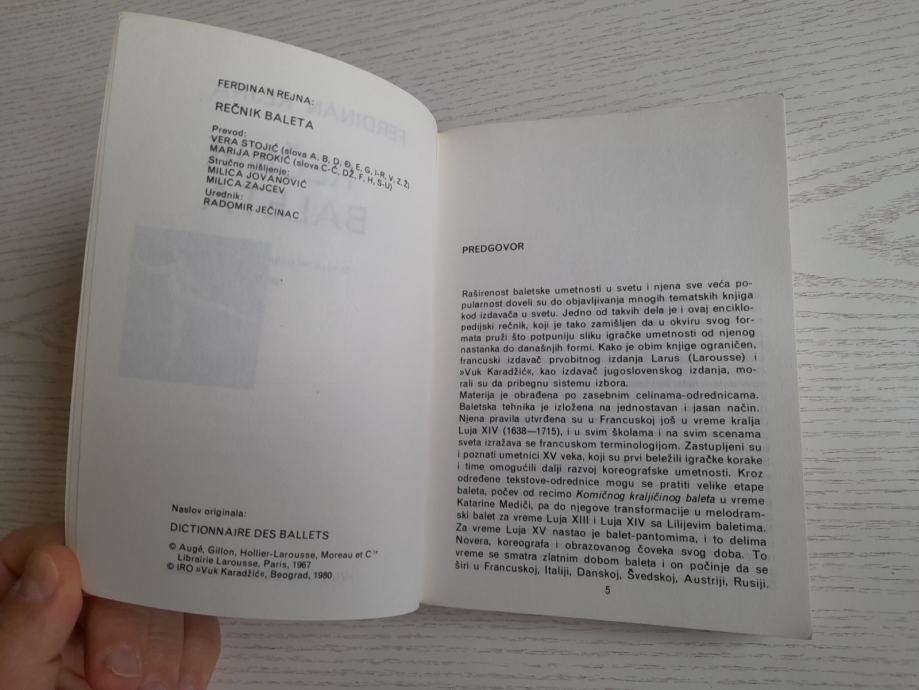 FERDINAN REJNA:
REČNIK BALETA
Prevod:
VERA STOJIĆ (slova A, B, D, Đ, E, G, I-R, V, Z, Ž)
MARIJA PROKIĆ (slova C-Č, DŽ, F, H, S-U)
Stručno mišljenje:
MILICA JOVANOVIĆ
MILICA ZAJCEV
Urednik:
RADOMIR JEČINAC
Naslov originala:
DICTIONNAIRE DES BALLETS
© Augé, Gillon, Hollier-Larousse, Moreau et Cie
Librairie Larousse, Paris, 1967
© IRO »Vuk Karadžić«, Beograd, 1980
PREDGOVOR
Raširenost baletske umetnosti u svetu i njena sve veća po-
pularnost doveli su do objavljivanja mnogih tematskih knjiga
kod izdavača u svetu. Jedno od takvih dela je i ovaj enciklo-
pedijski rečnik, koji je tako zamišljen da u okviru svog for-
mata pruži što potpuniju sliku igračke umetnosti od njenog
nastanka do današnjih formi. Kako je obim knjige ograničen,
francuski izdavač prvobitnog izdanja Larus (Larousse) i
»Vuk Karadžić«, kao izdavač jugoslovenskog izdanja, mo-
rali su da pribegnu sistemu izbora.
Materija je obrađena po zasebnim celinama-odrednicama.
Baletska tehnika je izložena na jednostavan i jasan način.
Njena pravila utvrđena su u Francuskoj još u vreme kralja
Luja XIV (1638—1715), i u svim školama i na svim scenama
sveta izražava se francuskom terminologijom. Zastupljeni su
i poznati umetnici XV veka, koji su prvi beležili igračke korake
i time omogućili dalji razvoj koreografske umetnosti. Kroz
određene tekstove-odrednice mogu se pratiti velike etape
baleta, počev od recimo Komičnog kraljičinog baleta u vreme
Katarine Mediči, pa do njegove transformacije u melodram-
ski balet za vreme Luja XIII i Luja XIV sa Lilijevim baletima.
Za vreme Luja XV nastao je balet-pantomima, i to delima
Novera, koreografa i obrazovanog čoveka svog doba. To
vreme se smatra zlatnim dobom baleta i on počinje da se
širi u Francuskoj, Italiji, Danskoj, Švedskoj, Austriji, Rusiji.
5